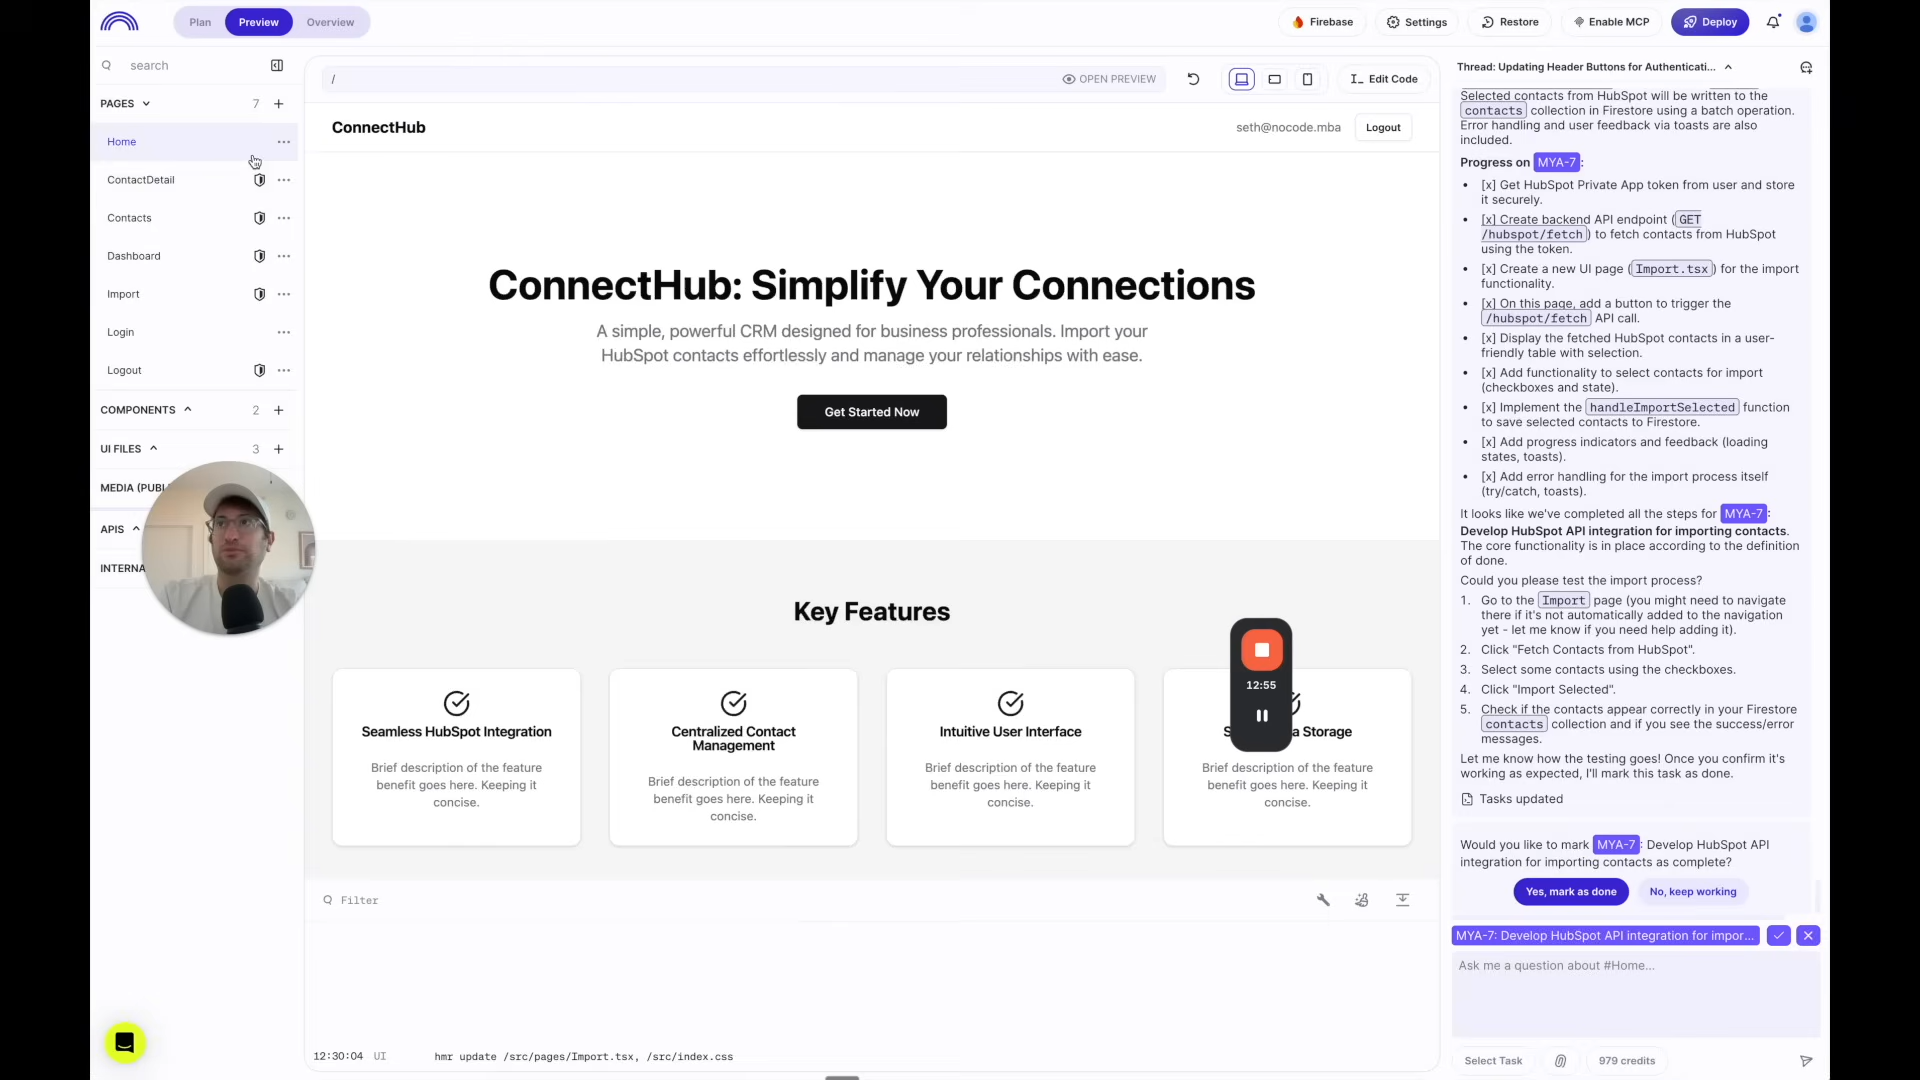 Plan
Preview
Overview
Firebase
Settings
Restore
Enable MCP
Deploy
search
PAGES
7
Home
ContactDetail
Contacts
Dashboard
Import
Login
Logout
COMPONENTS
2
UI FILES
3
MEDIA (PUBL
APIS
INTERNA
/
OPEN PREVIEW
Edit Code
ConnectHub
seth@nocode.mba
Logout
ConnectHub: Simplify Your Connections
A simple, powerful CRM designed for business professionals. Import your
HubSpot contacts effortlessly and manage your relationships with ease.
Get Started Now
Key Features
Seamless HubSpot Integration
Brief description of the feature
benefit goes here. Keeping it
concise.
Centralized Contact
Management
Brief description of the feature
benefit goes here. Keeping it
concise.
Intuitive User Interface
Brief description of the feature
benefit goes here. Keeping it
concise.
S
a Storage
Brief description of the feature
benefit goes here. Keeping it
concise.
12:55
Filter
12:30:04 UI hmr update /src/pages/Import.tsx, /src/index.css
Thread: Updating Header Buttons for Authenticati...
Selected contacts from HubSpot will be written to the
contacts collection in Firestore using a batch operation.
Error handling and user feedback via toasts are also
included.
Progress on MYA-7:
• [x] Get HubSpot Private App token from user and store
it securely.
• [x] Create backend API endpoint (GET
/hubspot/fetch) to fetch contacts from HubSpot
using the token.
• [x] Create a new UI page (Import.tsx) for the import
functionality.
• [x] On this page, add a button to trigger the
/hubspot/fetch API call.
• [x] Display the fetched HubSpot contacts in a user-
friendly table with selection.
• [x] Add functionality to select contacts for import
(checkboxes and state).
• [x] Implement the handleImportSelected function
to save selected contacts to Firestore.
• [x] Add progress indicators and feedback (loading
states, toasts).
• [x] Add error handling for the import process itself
(try/catch, toasts).
It looks like we've completed all the steps for MYA-7:
Develop HubSpot API integration for importing contacts.
The core functionality is in place according to the definition
of done.
Could you please test the import process?
1. Go to the Import page (you might need to navigate
there if it's not automatically added to the navigation
yet - let me know if you need help adding it).
2. Click "Fetch Contacts from HubSpot".
3. Select some contacts using the checkboxes.
4. Click "Import Selected".
5. Check if the contacts appear correctly in your Firestore
contacts collection and if you see the success/error
messages.
Let me know how the testing goes! Once you confirm it's
working as expected, I'll mark this task as done.
Tasks updated
Would you like to mark MYA-7: Develop HubSpot API
integration for importing contacts as complete?
Yes, mark as done
No, keep working
MYA-7: Develop HubSpot API integration for impor...
Ask me a question about #Home...
Select Task
979 credits